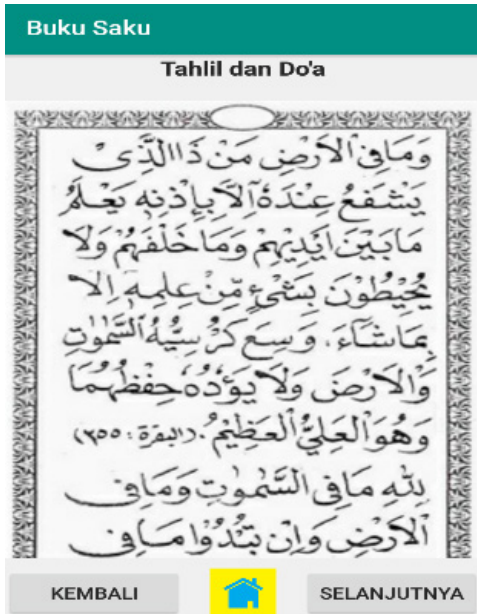 Buku Saku
Tahlil dan Do'a
وَمَا فِى الْاَرْضِ مَنْ ذَا الَّذِىْ
يَشْفَعُ عِنْدَهُ اِلَّا بِاِذْنِهِ يَعْلَمُ
مَا بَيْنَ اَيْدِيْهِمْ وَمَا خَلْفَهُمْ وَلَا
يُحِيْطُوْنَ بِشَىْءٍ مِّنْ عِلْمِهِ اِلَّا
بِمَا شَاءَ. وَسِعَ كُرْسِيُّهُ السَّمٰوٰتِ
وَالْاَرْضَ وَلَا يَؤُدُهُ حِفْظُهُمَا
وَهُوَ الْعَلِيُّ الْعَظِيْمُ. (البقرة: ٢٥٥)
لِلّٰهِ مَا فِى السَّمٰوٰتِ وَمَا فِى
الْاَرْضِ وَاِنْ تُبْدُوْا مَا فِى
KEMBALI
SELANJUTNYA